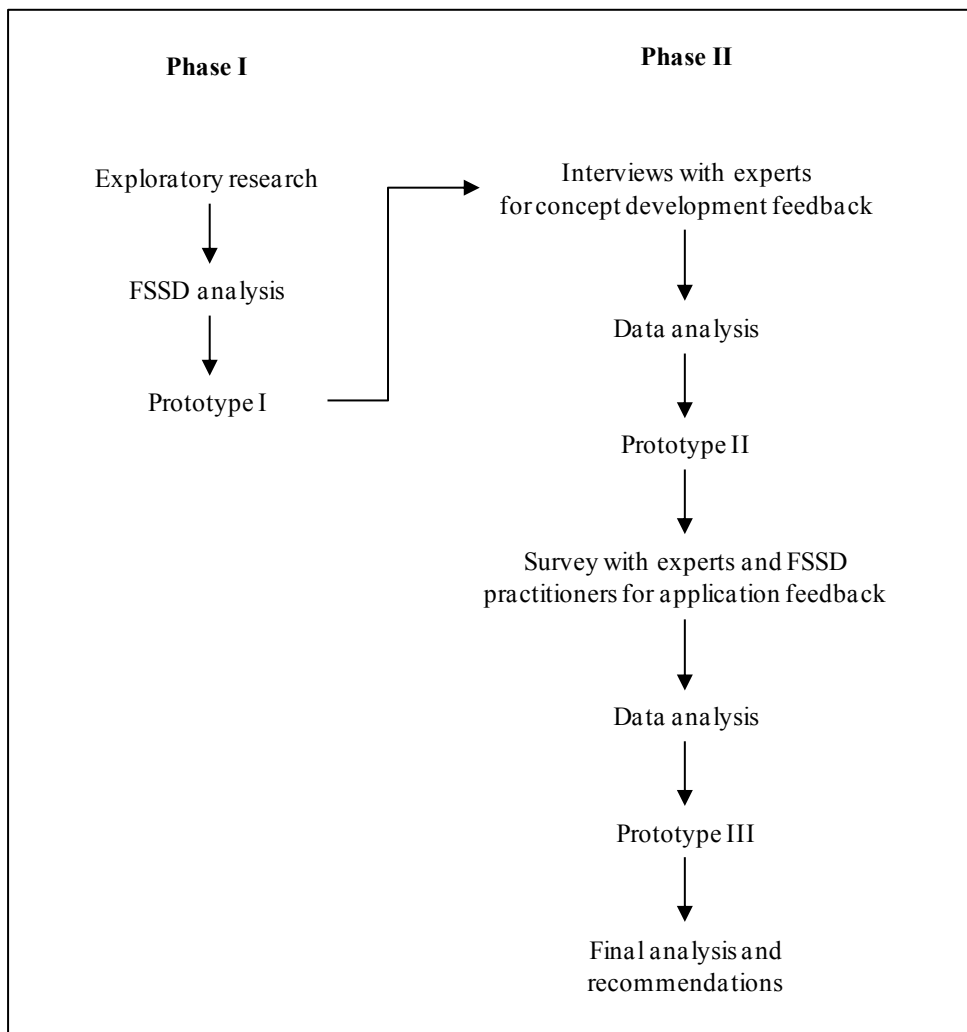 Phase I
Exploratory research
FSSD analysis
Prototype I
Phase II
Interviews with experts
for concept development feedback
Data analysis
Prototype II
Survey with experts and FSSD
practitioners for application feedback
Data analysis
Prototype III
Final analysis and
recommendations